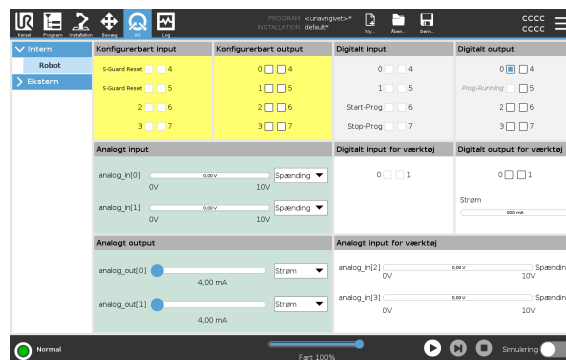 PROGRAM <unavngivet>*
INSTALLATION default*
CCCC
CCCC
Kørsel Program Installation Bevæg I/O Log Ny... Åben... Gem...
Intern
Robot
Ekstern
Konfigurerbart input
S-Guard Reset 4
S-Guard Reset 5
2 6
3 7
Konfigurerbart output
0 4
1 5
2 6
3 7
Digitalt input
0 4
1 5
Start-Prog 6
Stop-Prog 7
Digitalt output
0 4
Prog-Running 5
2 6
3 7
Analogt input
analog_in[0] 0,00 V Spænding
0V 10V
analog_in[1] 0,00 V Spænding
0V 10V
Digitalt input for værktøj
0 1
Digitalt output for værktøj
0 1
Strøm
000 mA
Analogt output
analog_out[0] Strøm
4,00 mA
analog_out[1] Strøm
4,00 mA
Analogt input for værktøj
analog_in[2] 0,00 V Spændin
0V 10V
analog_in[3] 0,00 V Spændin
0V 10V
Normal
Fart 100%
Simulering